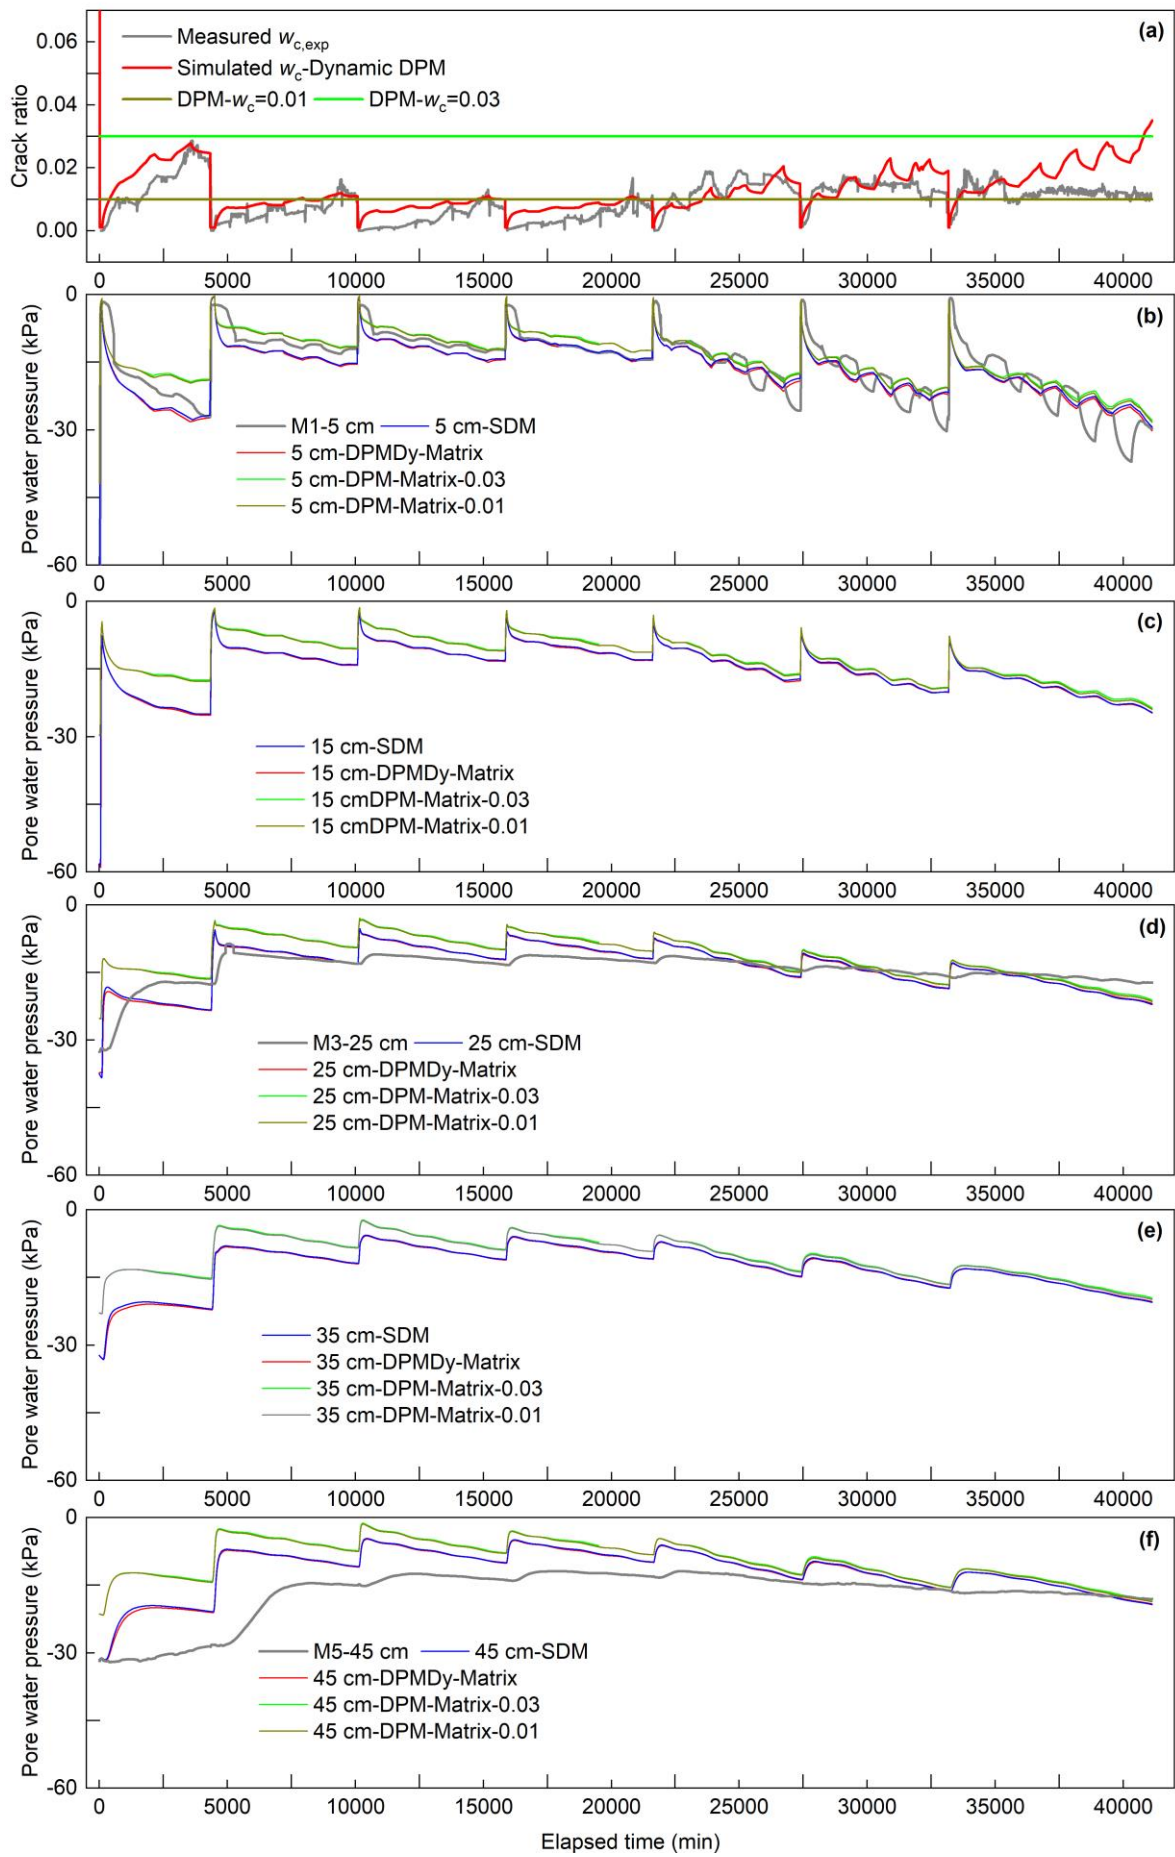 (a)
Measured w_c,exp
Simulated w_c-Dynamic DPM
DPM-w_c=0.01 DPM-w_c=0.03
Crack ratio
0.06
0.04
0.02
0.00
0 5000 10000 15000 20000 25000 30000 35000 40000
(b)
Pore water pressure (kPa)
0
-30
-60
M1-5 cm 5 cm-SDM
5 cm-DPMDy-Matrix
5 cm-DPM-Matrix-0.03
5 cm-DPM-Matrix-0.01
0 5000 10000 15000 20000 25000 30000 35000 40000
(c)
Pore water pressure (kPa)
0
-30
-60
15 cm-SDM
15 cm-DPMDy-Matrix
15 cmDPM-Matrix-0.03
15 cmDPM-Matrix-0.01
0 5000 10000 15000 20000 25000 30000 35000 40000
(d)
Pore water pressure (kPa)
0
-30
-60
M3-25 cm 25 cm-SDM
25 cm-DPMDy-Matrix
25 cm-DPM-Matrix-0.03
25 cm-DPM-Matrix-0.01
0 5000 10000 15000 20000 25000 30000 35000 40000
(e)
Pore water pressure (kPa)
0
-30
-60
35 cm-SDM
35 cm-DPMDy-Matrix
35 cm-DPM-Matrix-0.03
35 cm-DPM-Matrix-0.01
0 5000 10000 15000 20000 25000 30000 35000 40000
(f)
Pore water pressure (kPa)
0
-30
-60
M5-45 cm 45 cm-SDM
45 cm-DPMDy-Matrix
45 cm-DPM-Matrix-0.03
45 cm-DPM-Matrix-0.01
0 5000 10000 15000 20000 25000 30000 35000 40000
Elapsed time (min)